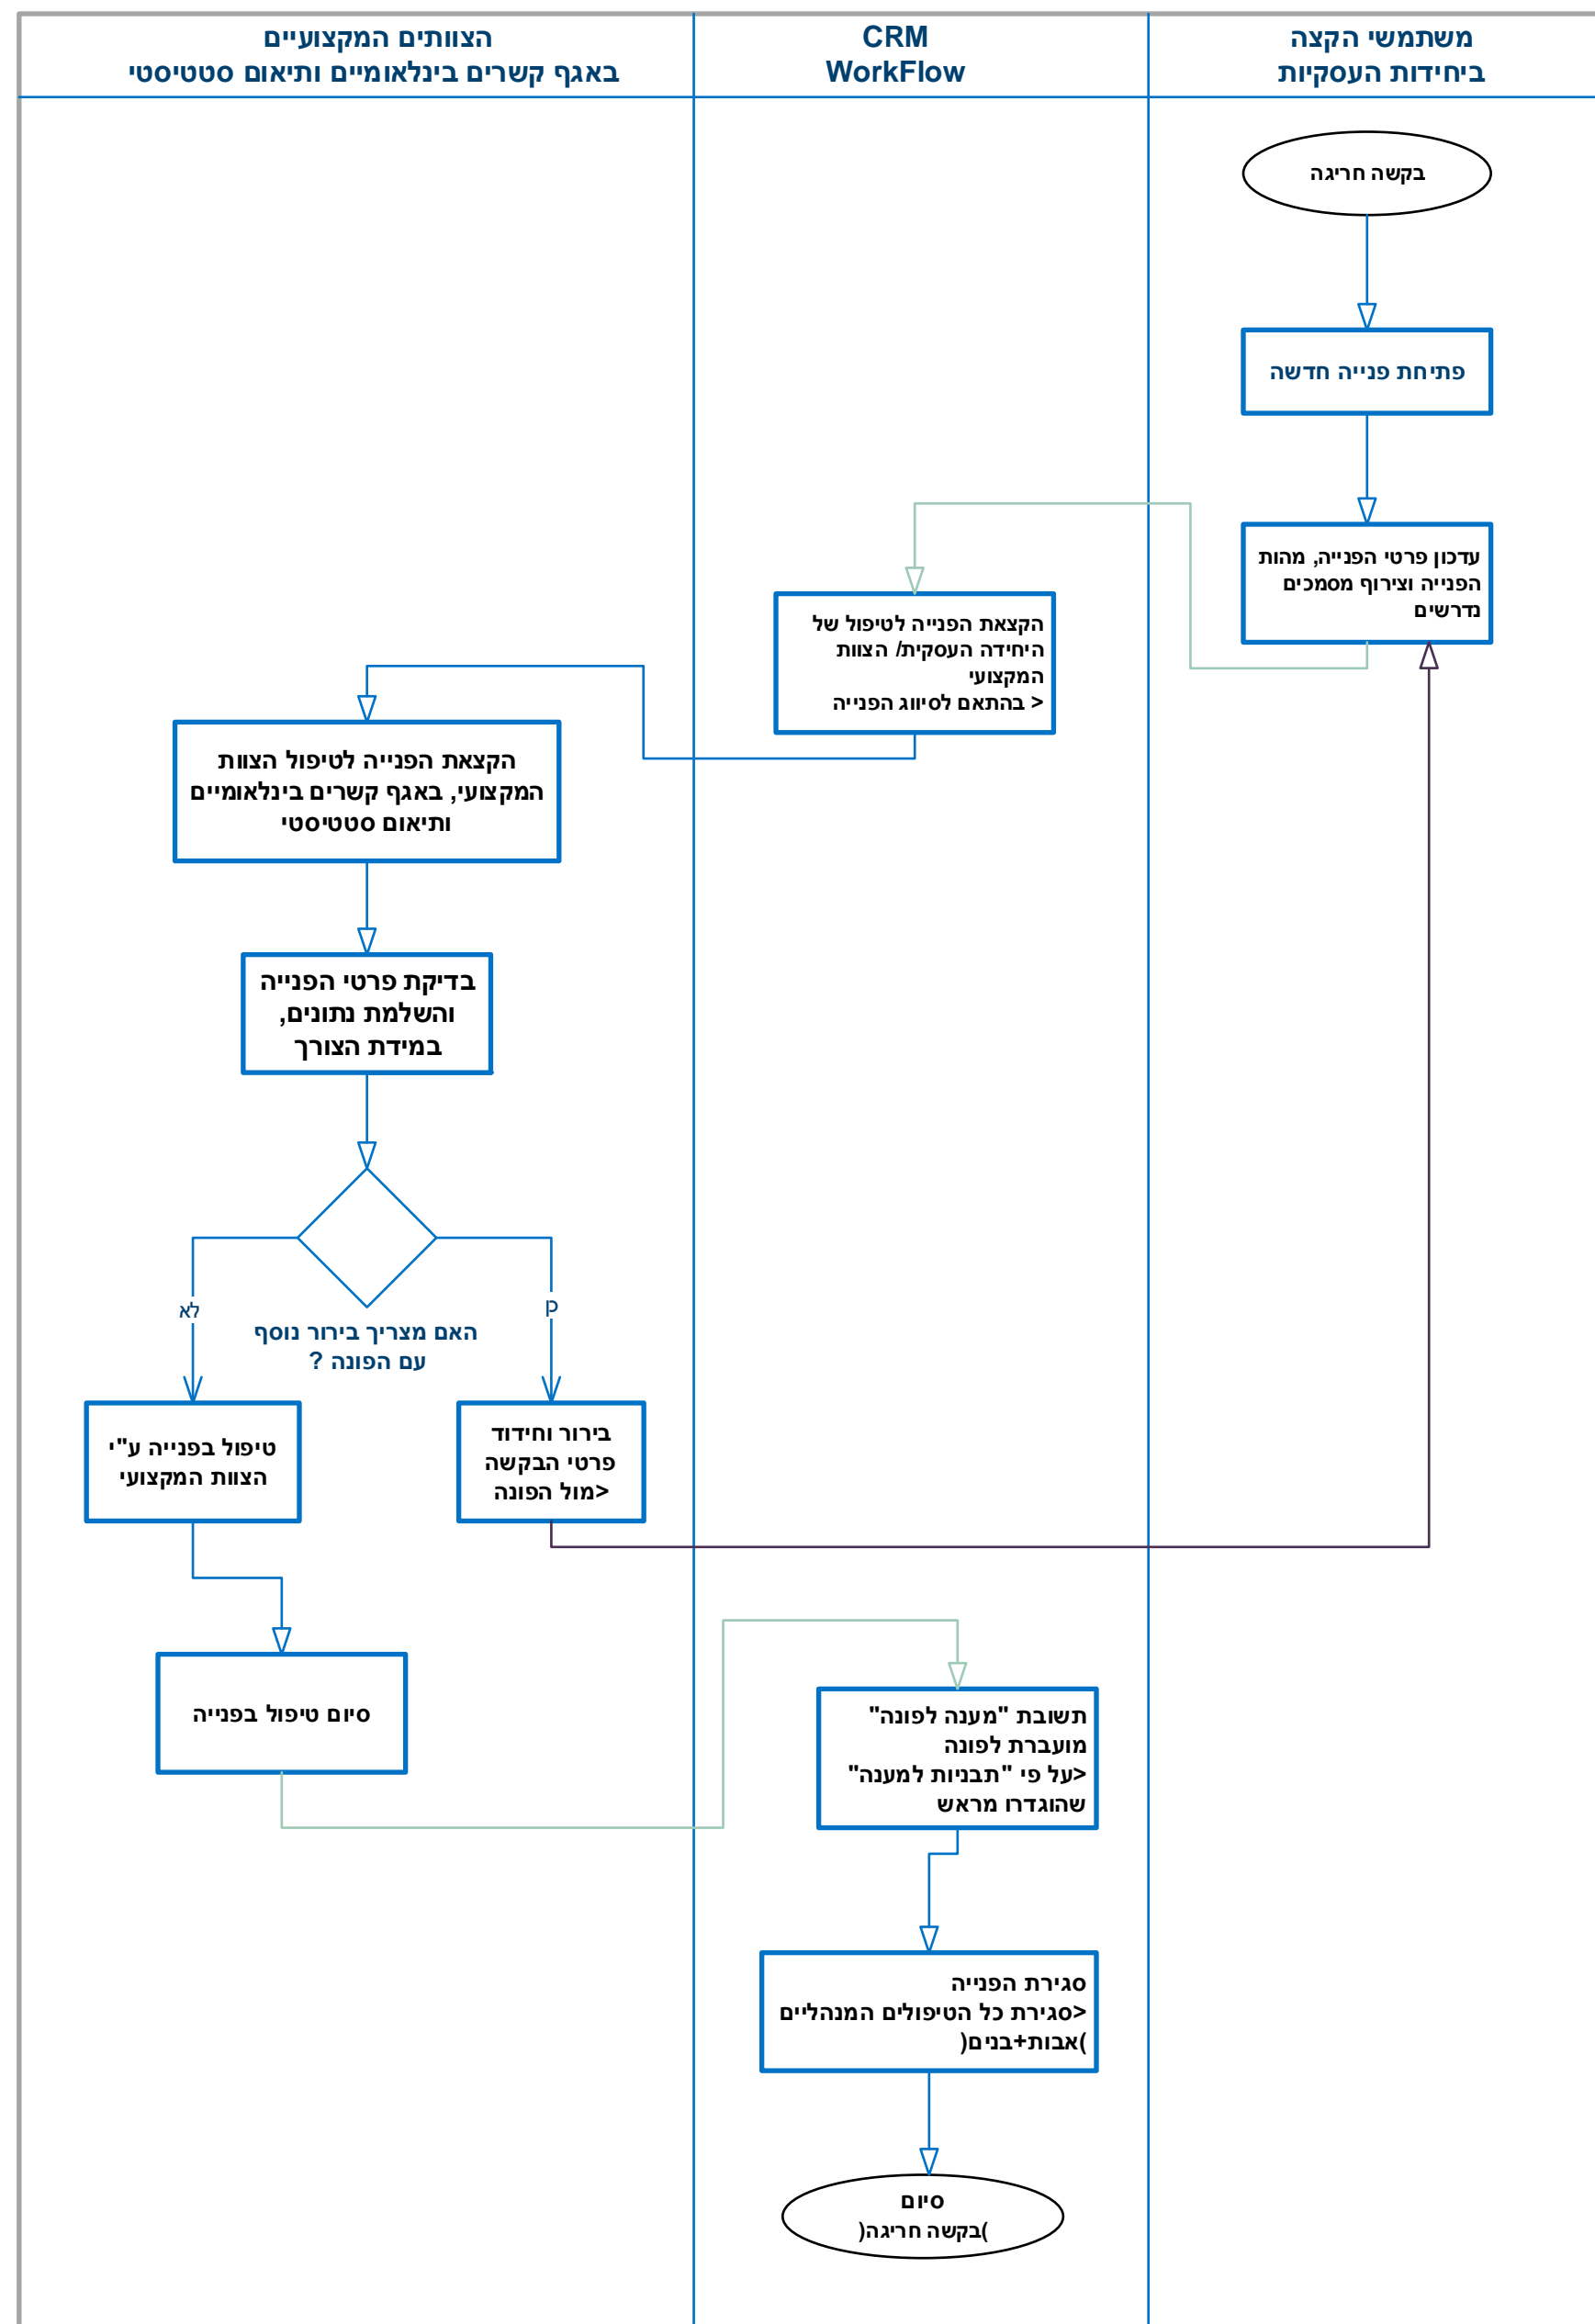 משתמשי הקצה
ביחידות העסקיות
CRM
WorkFlow
הצוותים המקצועיים
באגף קשרים בינלאומיים ותיאום סטטיסטי
בקשה חריגה
פתיחת פנייה חדשה
עדכון פרטי הפנייה, מהות
הפנייה וצירוף מסמכים
נדרשים
הקצאת הפנייה לטיפול של
היחידה העסקית/ הצוות
המקצועי
> בהתאם לסיווג הפנייה
הקצאת הפנייה לטיפול הצוות
המקצועי, באגף קשרים בינלאומיים
ותיאום סטטיסטי
בדיקת פרטי הפנייה
והשלמת נתונים,
במידת הצורך
כן
לא
האם מצריך בירור נוסף
עם הפונה ?
בירור וחידוד
פרטי הבקשה
<מול הפונה
טיפול בפנייה ע"י
הצוות המקצועי
סיום טיפול בפנייה
תשובת "מענה לפונה"
מועברת לפונה
<על פי "תבניות למענה"
שהוגדרו מראש
סגירת הפנייה
<סגירת כל הטיפולים המנהליים
(אבות+בנים)
סיום
(בקשה חריגה)